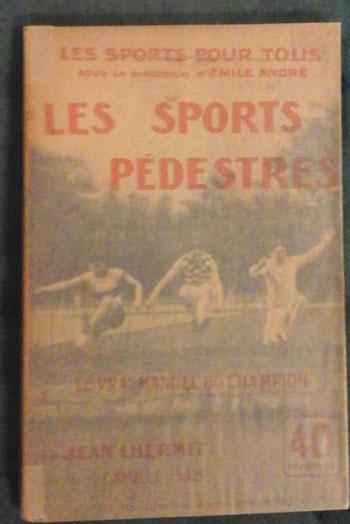 LES SPORTS POUR TOUS
SOUS LA DIRECTION D'ÉMILE ANDRÉ
LES SPORTS
PÉDESTRES
LE VRAI MANUEL DU CHAMPION
JEAN LHERMIT
40